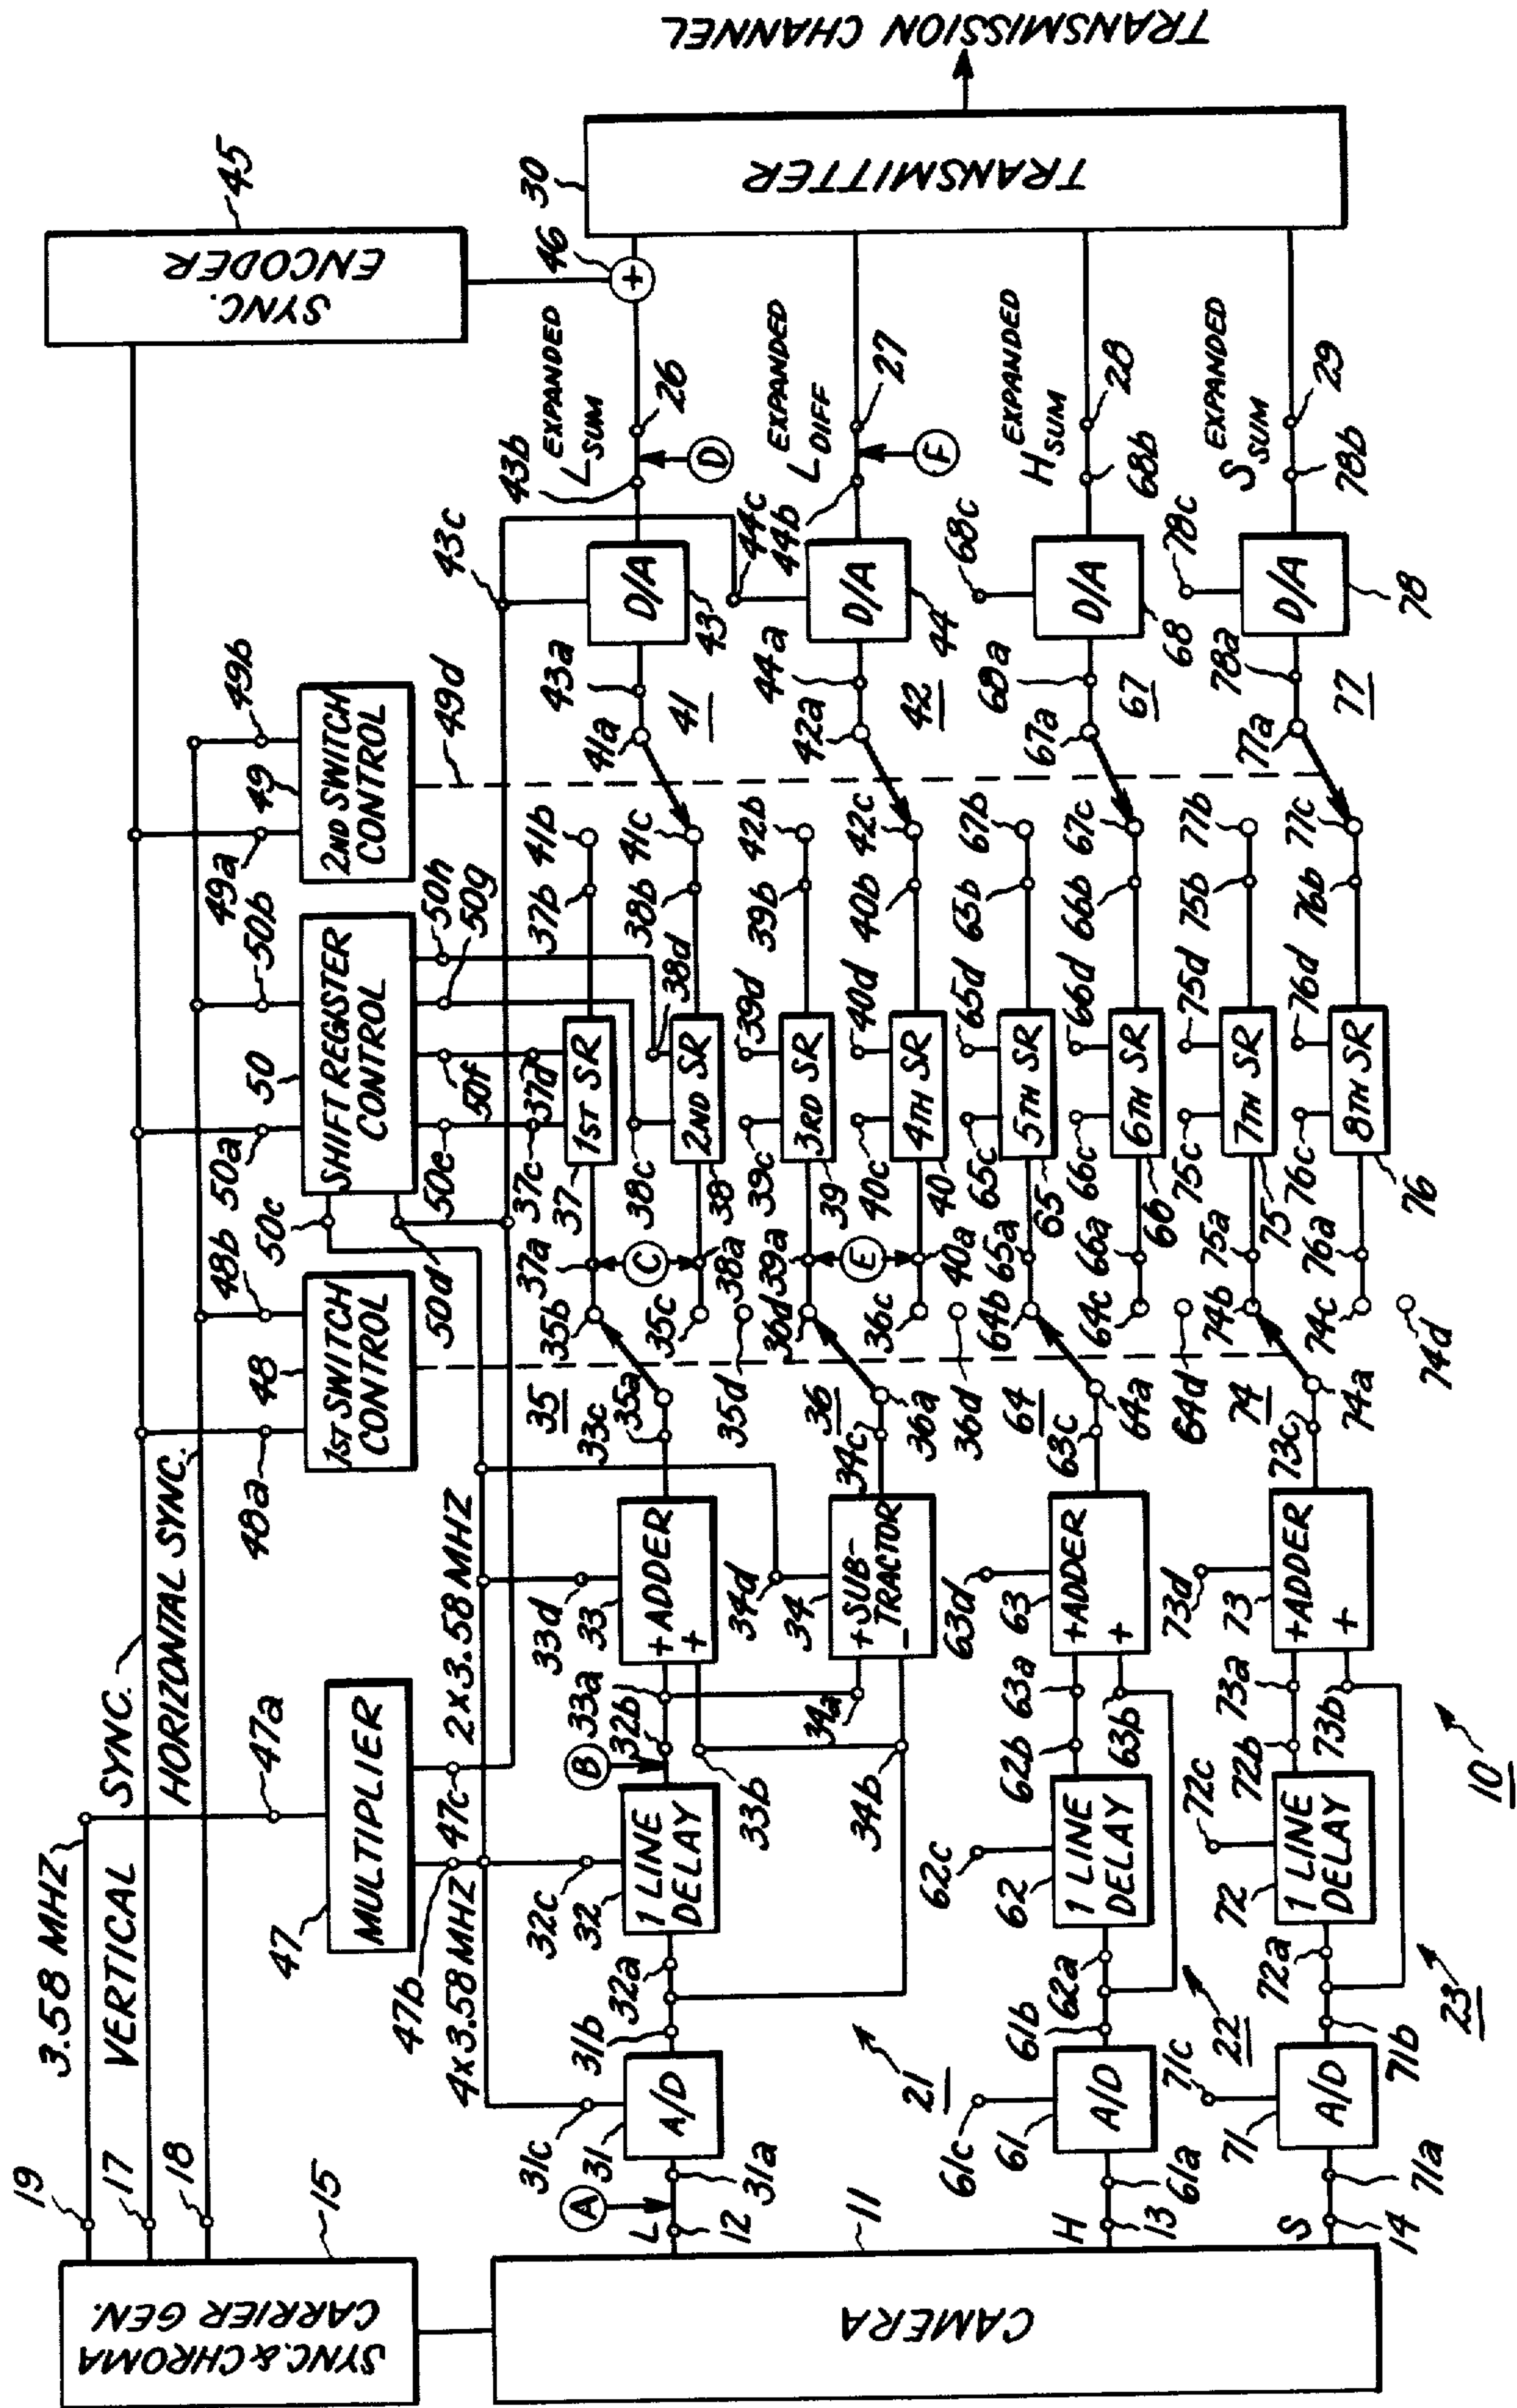 3.58 MHZ
VERTICAL SYNC.
HORIZONTAL SYNC.
19
17
18
15
SYNC. & CHROMA
CARRIER GEN.
47a
47
MULTIPLIER
47b
47c
4x3.58 MHZ
2x3.58 MHZ
48a
48
48b
1ST SWITCH
CONTROL
50c
50a
50
50b
SHIFT REGISTER
CONTROL
50d'
50e
50f
50g
50h
49a
49
49b
2ND SWITCH
CONTROL
49d
45
SYNC.
ENCODER
CAMERA
11
L
12
A
31a
31
31c
A/D
31b
32a
32
32c
1 LINE
DELAY
B
32b
33a
33b
33
33d
+ADDER
+
33c
35a
35
35b
35c
35d
37a
C
38a
37
37c
37d
1ST SR
37b
41b
38c
38
38d
2ND SR
38b
41c
41a
41
43a
43
43c
D/A
43b
D
EXPANDED
LSUM
26
46
+
21
34a
34b
34
34d
+SUB-
-TRACTOR
34c
36a
36
36d
36c
36d
39a
E
40a
39c
39
39d
3RD SR
39b
42b
40c
40
40d
4TH SR
40b
42c
42a
42
44a
44
44c
D/A
44b
F
EXPANDED
LDIFF
27
H
13
61a
61
61c
A/D
61b
22
62a
62
62c
1 LINE
DELAY
62b
63a
63b
63
63d
+ADDER
+
63c
64a
64
64b
64c
64d
65a
65c
65
65d
5TH SR
65b
67b
66a
66c
66
66d
6TH SR
66b
67c
67a
67
68a
68
68c
D/A
68b
EXPANDED
HSUM
28
S
14
71a
71
71c
A/D
71b
23
72a
72
72c
1 LINE
DELAY
72b
73a
73b
73
73d
+ADDER
+
73c
74a
74
74b
74c
74d
75a
75c
75
75d
7TH SR
75b
77b
76a
76c
76
76d
8TH SR
76b
77c
77a
77
78a
78
78c
D/A
78b
EXPANDED
SSUM
29
30
TRANSMITTER
TRANSMISSION CHANNEL
10